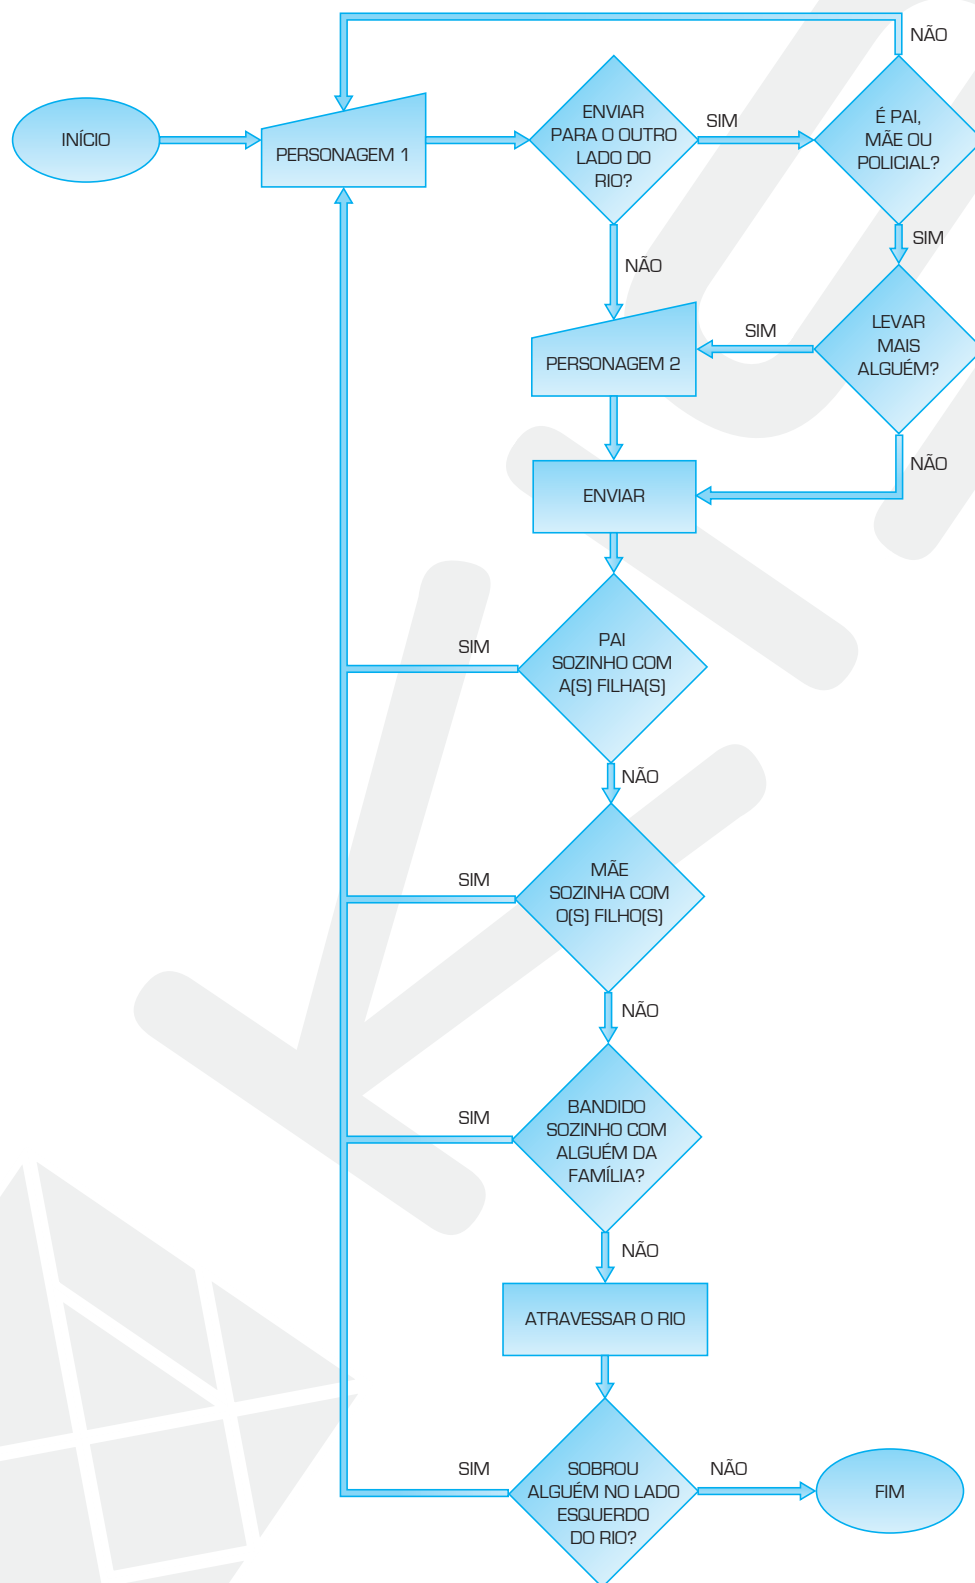 NÃO
INÍCIO
PERSONAGEM 1
ENVIAR
PARA O OUTRO
LADO DO
RIO?
SIM
É PAI,
MÃE OU
POLICIAL?
NÃO
SIM
PERSONAGEM 2
SIM
LEVAR
MAIS
ALGUÉM?
NÃO
ENVIAR
PAI
SOZINHO COM
A(S) FILHA(S)
SIM
NÃO
MÃE
SOZINHA COM
O(S) FILHO(S)
SIM
NÃO
BANDIDO
SOZINHO COM
ALGUÉM DA
FAMÍLIA?
SIM
NÃO
ATRAVESSAR O RIO
SOBROU
ALGUÉM NO LADO
ESQUERDO
DO RIO?
SIM
NÃO
FIM